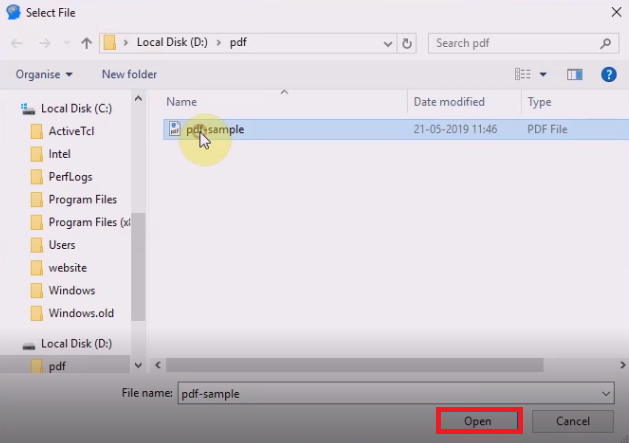 Select File
Local Disk (D:) > pdf
Search pdf
Organise
New folder
Name
Date modified
Type
Local Disk (C:)
ActiveTcl
Intel
PerfLogs
Program Files
Program Files (x8
Users
website
Windows
Windows.old
Local Disk (D:)
pdf
pdf-sample
21-05-2019 11:46
PDF File
File name:
pdf-sample
Open
Cancel